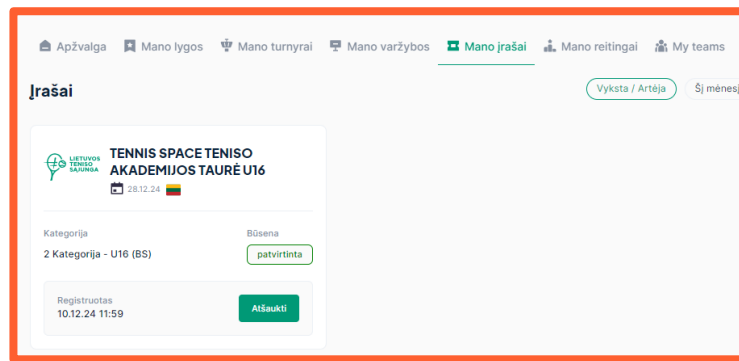 Apžvalga Mano lygos Mano turnyrai Mano varžybos Mano įrašai Mano reitingai My teams
Įrašai
Vyksta / Artėja Šį mėnesį
LIETUVOS
TENISO
SĄJUNGA
TENNIS SPACE TENISO
AKADEMIJOS TAURĖ U16
28.12.24
Kategorija Būsena
2 Kategorija - U16 (BS) patvirtinta
Registruotas
10.12.24 11:59
Atšaukti